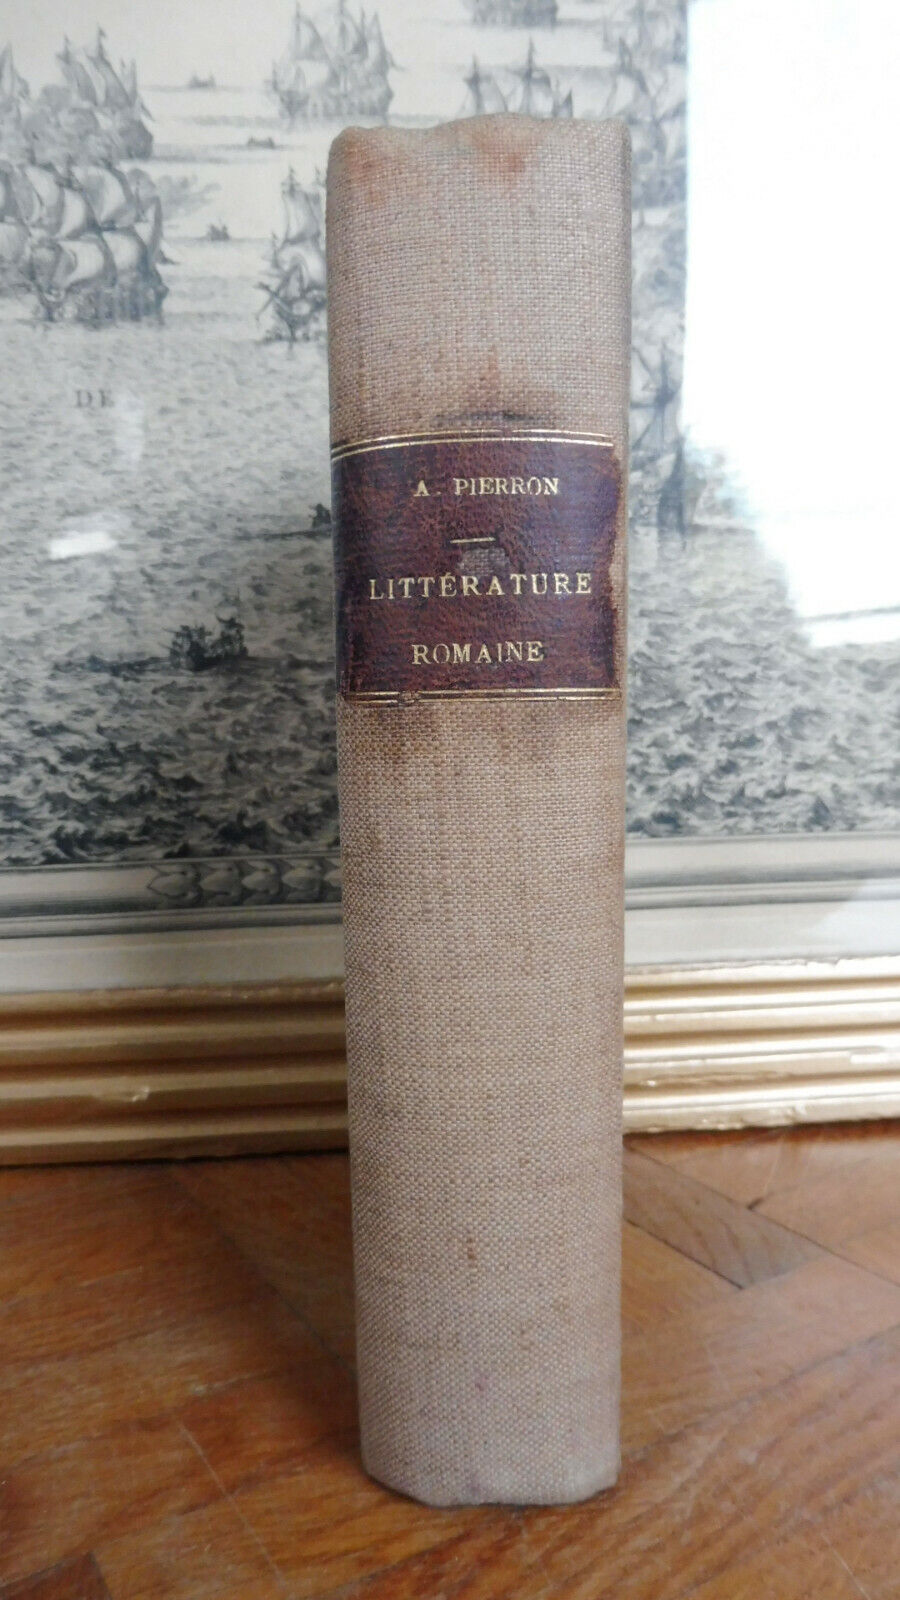 DE
A. PIERRON
LITTÉRATURE
ROMAINE